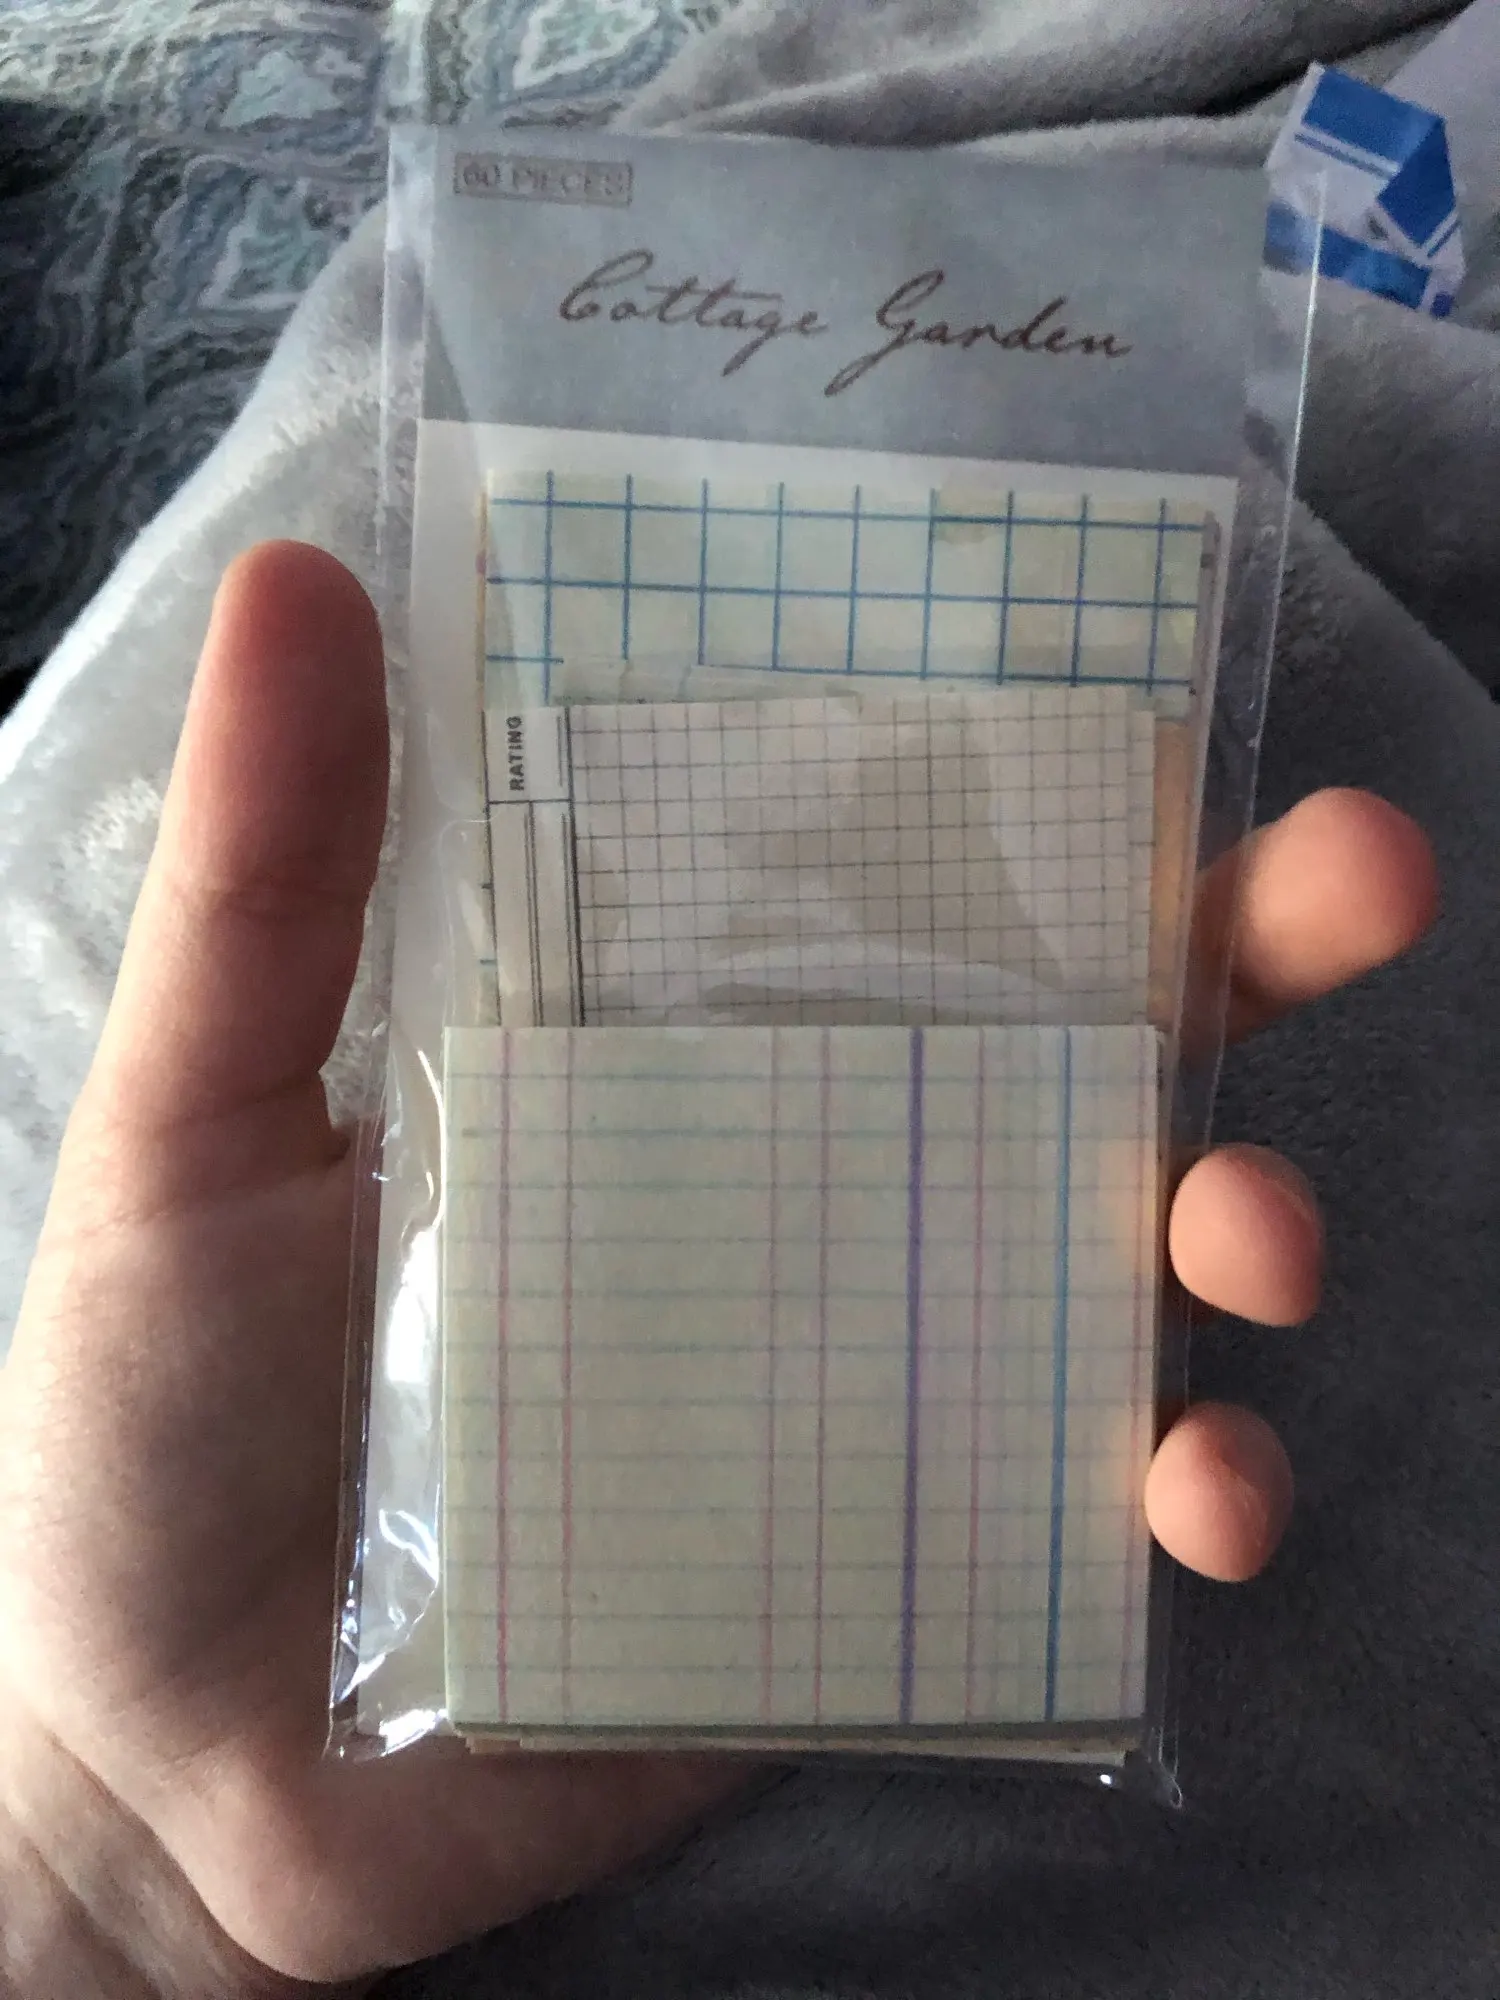 60 PIECES
Cottage Garden
RATING